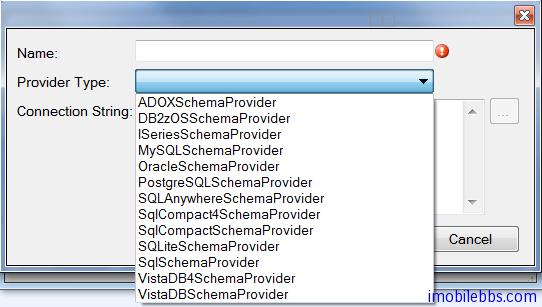 Name:
Provider Type:
Connection String:
...
ADOXSchemaProvider
DB2zOSSchemaProvider
ISeriesSchemaProvider
MySQLSchemaProvider
OracleSchemaProvider
PostgreSQLSchemaProvider
SQLAnywhereSchemaProvider
SqlCompact4SchemaProvider
SqlCompactSchemaProvider
SQLiteSchemaProvider
SqlSchemaProvider
VistaDB4SchemaProvider
VistaDBSchemaProvider
Cancel
imobilebbs.com